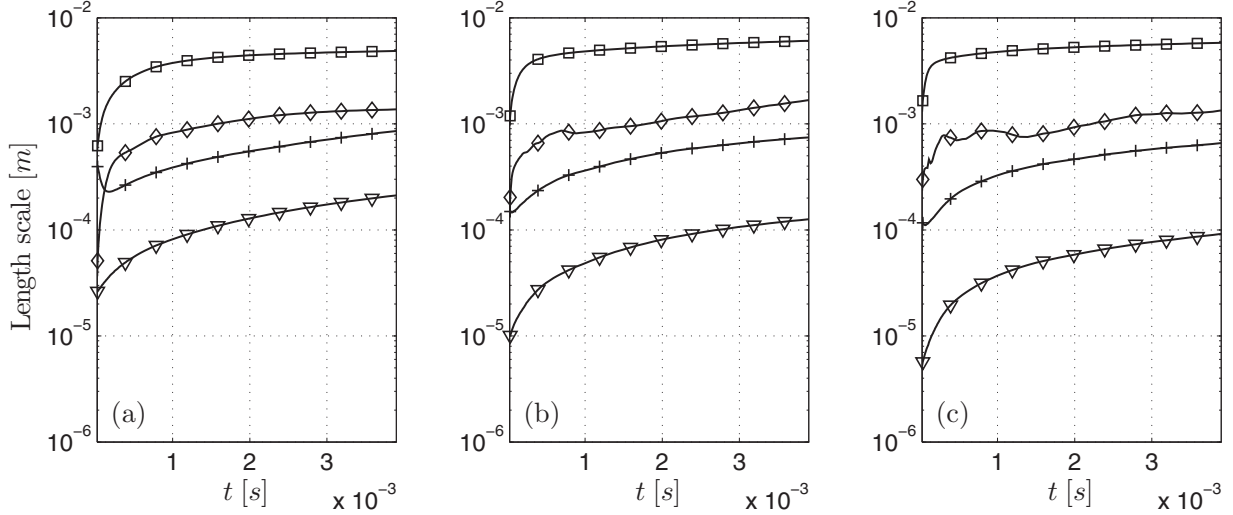 Length scale [m]
10⁻²
10⁻³
10⁻⁴
10⁻⁵
10⁻⁶
(a)
1 2 3
t [s]
x 10⁻³
10⁻²
10⁻³
10⁻⁴
10⁻⁵
10⁻⁶
(b)
1 2 3
t [s]
x 10⁻³
10⁻²
10⁻³
10⁻⁴
10⁻⁵
10⁻⁶
(c)
1 2 3
t [s]
x 10⁻³